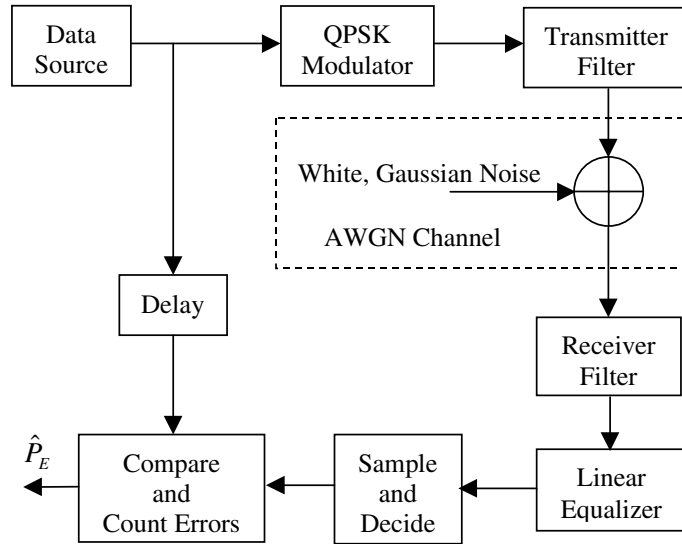 Data
Source
QPSK
Modulator
Transmitter
Filter
White, Gaussian Noise
AWGN Channel
Delay
Receiver
Filter
P̂_E
Compare
and
Count Errors
Sample
and
Decide
Linear
Equalizer